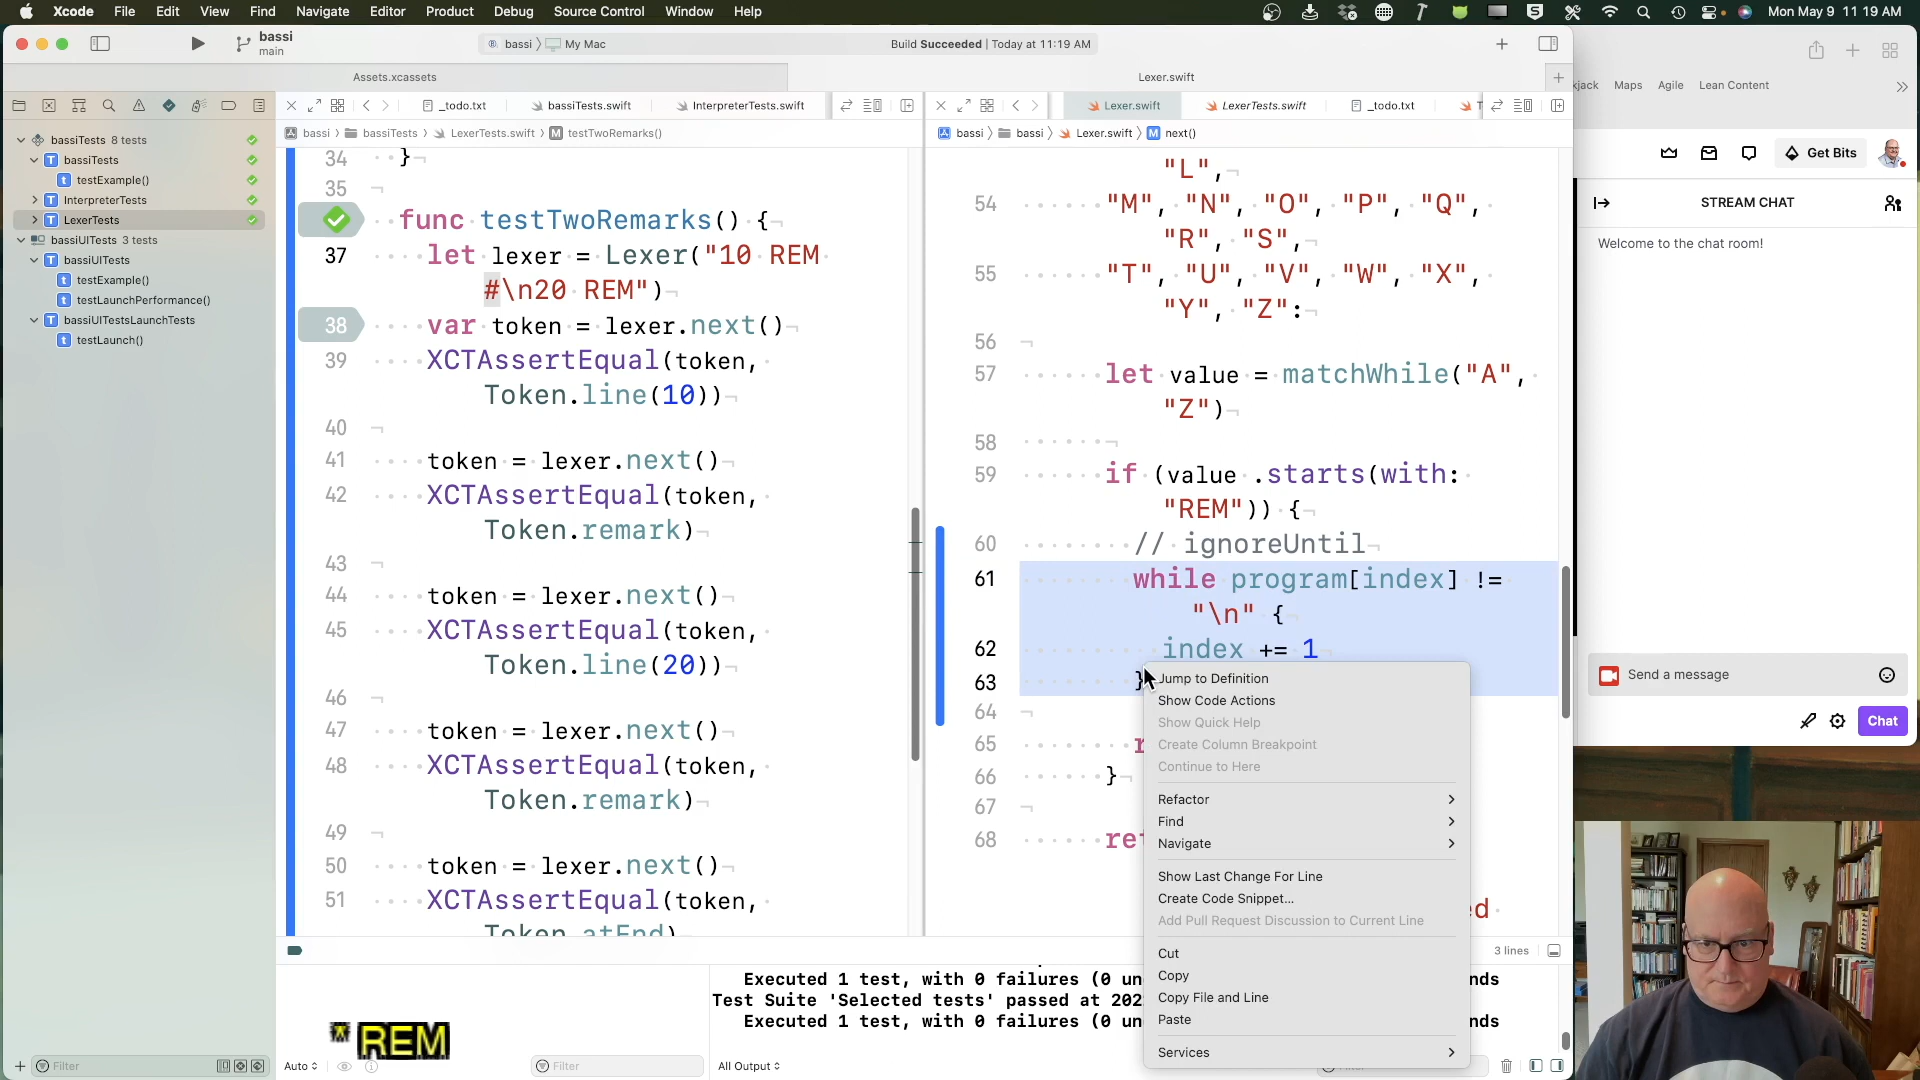 Xcode File Edit View Find Navigate Editor Product Debug Source Control Window Help
Mon May 9 11 19 AM
bassi
main
bassi
My Mac
Build Succeeded | Today at 11:19 AM
Assets.xcassets
Lexer.swift
_todo.txt
bassiTests.swift
InterpreterTests.swift
Lexer.swift
LexerTests.swift
_todo.txt
bassi
bassiTests
LexerTests.swift
testTwoRemarks()
bassi
bassi
Lexer.swift
next()
bassiTests 8 tests
bassiTests
testExample()
InterpreterTests
LexerTests
bassiUITests 3 tests
bassiUITests
testExample()
testLaunchPerformance()
bassiUITestsLaunchTests
testLaunch()
34 }
35
func testTwoRemarks() {
37 let lexer = Lexer("10 REM
#\n20 REM")
38 var token = lexer.next()
39 XCTAssertEqual(token,
Token.line(10))
40
41 token = lexer.next()
42 XCTAssertEqual(token,
Token.remark)
43
44 token = lexer.next()
45 XCTAssertEqual(token,
Token.line(20))
46
47 token = lexer.next()
48 XCTAssertEqual(token,
Token.remark)
49
50 token = lexer.next()
51 XCTAssertEqual(token,
Token.atEnd)
"L",
54 "M", "N", "O", "P", "Q",
"R", "S",
55 "T", "U", "V", "W", "X",
"Y", "Z":
56
57 let value = matchWhile("A",
"Z")
58
59 if (value .starts(with:
"REM")) {
60 // ignoreUntil
61 while program[index] !=
"\n" {
62 index += 1
63 }
64
65 r
66 }
67
68 ret
ed
Jump to Definition
Show Code Actions
Show Quick Help
Create Column Breakpoint
Continue to Here
Refactor
Find
Navigate
Show Last Change For Line
Create Code Snippet...
Add Pull Request Discussion to Current Line
Cut
Copy
Copy File and Line
Paste
Services
3 lines
Executed 1 test, with 0 failures (0 un
nds
Test Suite 'Selected tests' passed at 202
Executed 1 test, with 0 failures (0 un
nds
* REM
Filter
Auto
Filter
All Output
kjack Maps Agile Lean Content
Get Bits
STREAM CHAT
Welcome to the chat room!
Send a message
Chat